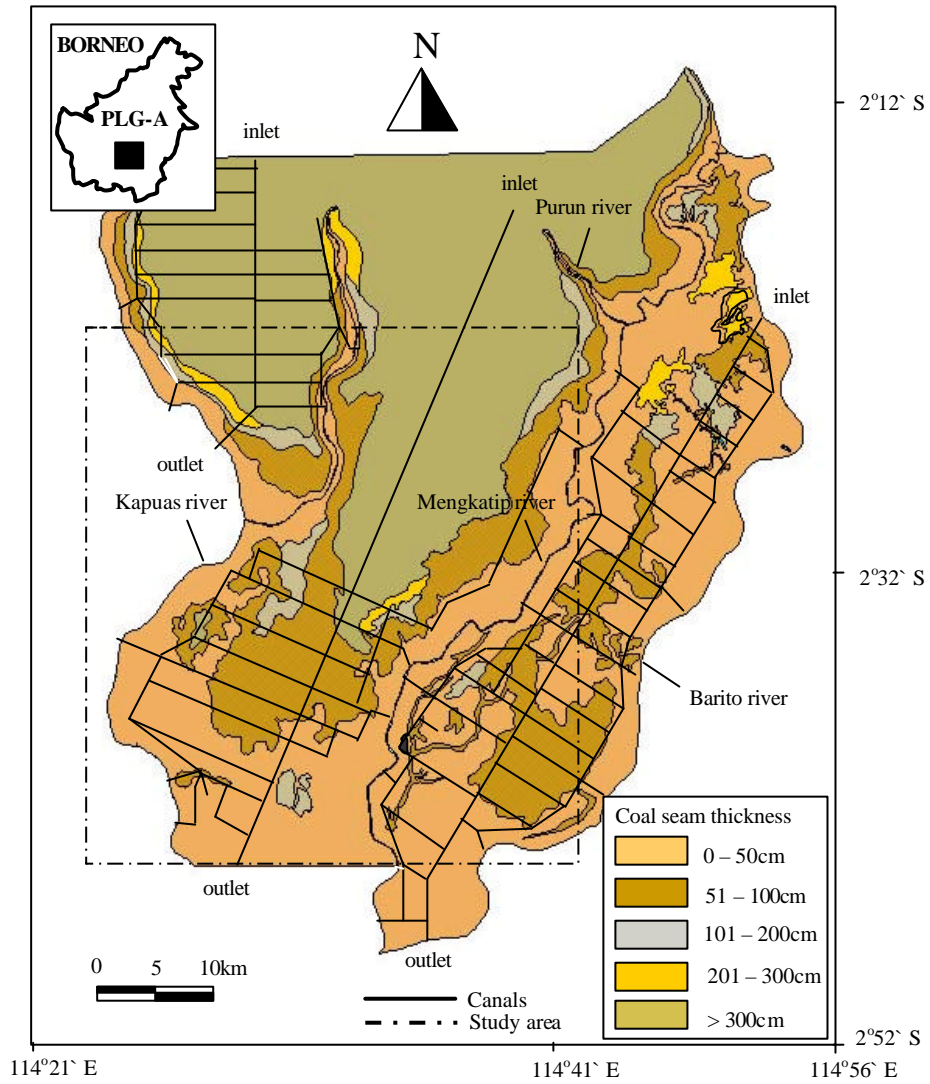 BORNEO
PLG-A
N
inlet
inlet
Purun river
inlet
2°12` S
outlet
Kapuas river
Mengkatip river
2°32` S
Barito river
outlet
outlet
Coal seam thickness
0 – 50cm
51 – 100cm
101 – 200cm
201 – 300cm
> 300cm
0 5 10km
Canals
Study area
2°52` S
114°21` E
114°41` E
114°56` E